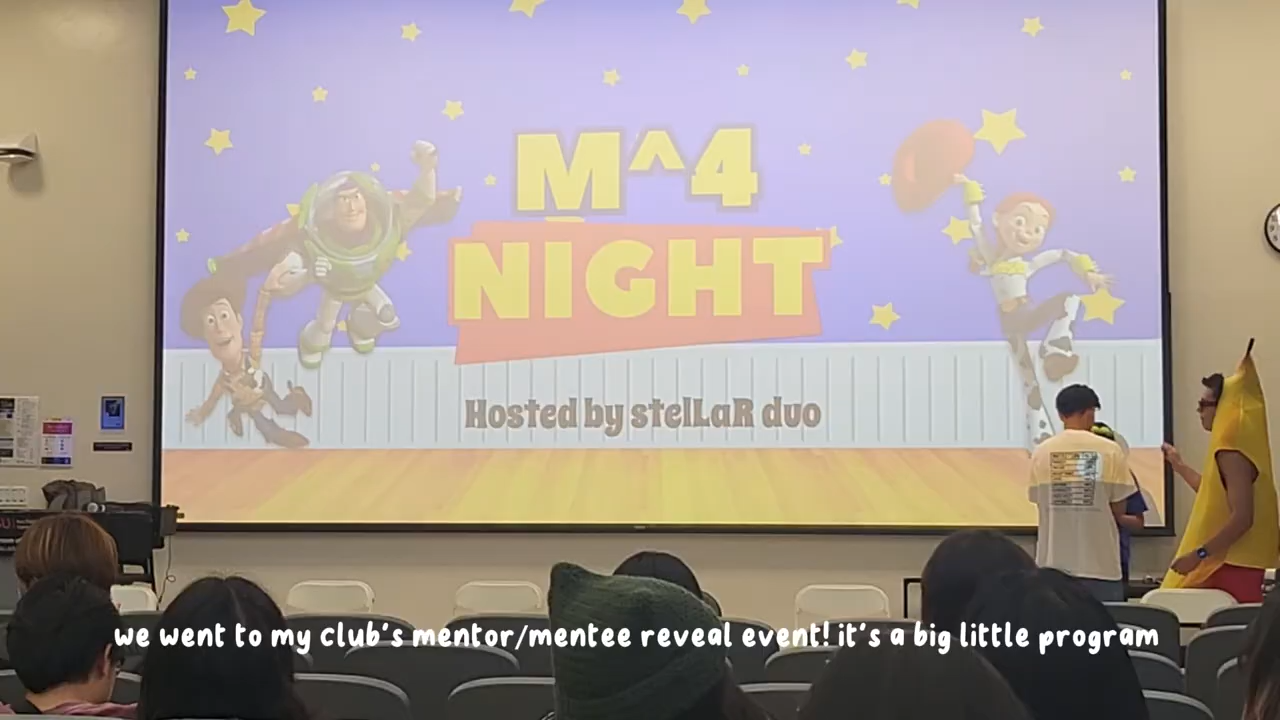 M^4
NIGHT
Hosted by stelLaR duo
we went to my club's mentor/mentee reveal event! it's a big little program